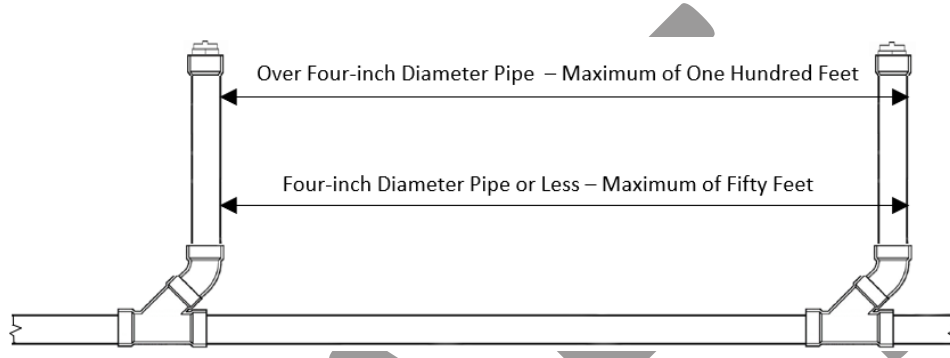 Over Four-inch Diameter Pipe – Maximum of One Hundred Feet
Four-inch Diameter Pipe or Less – Maximum of Fifty Feet